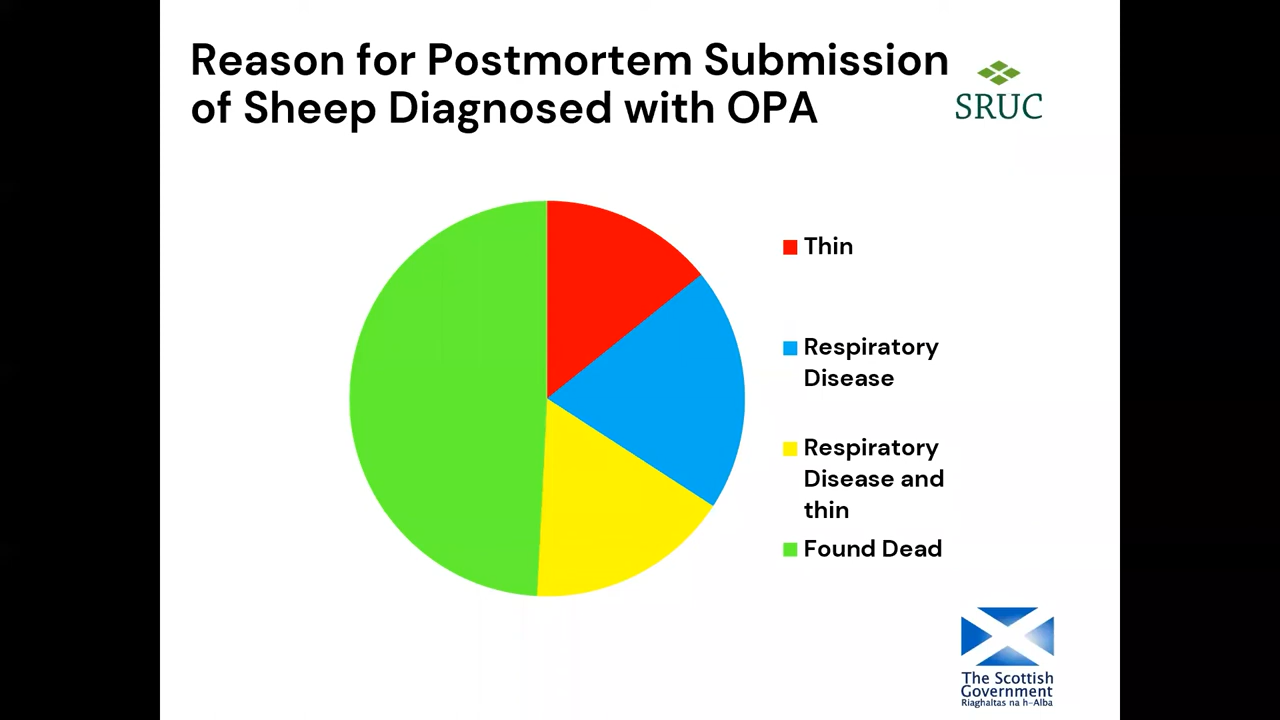 Reason for Postmortem Submission
of Sheep Diagnosed with OPA
SRUC
Thin
Respiratory
Disease
Respiratory
Disease and
thin
Found Dead
The Scottish
Government
Riaghaltas na h-Alba